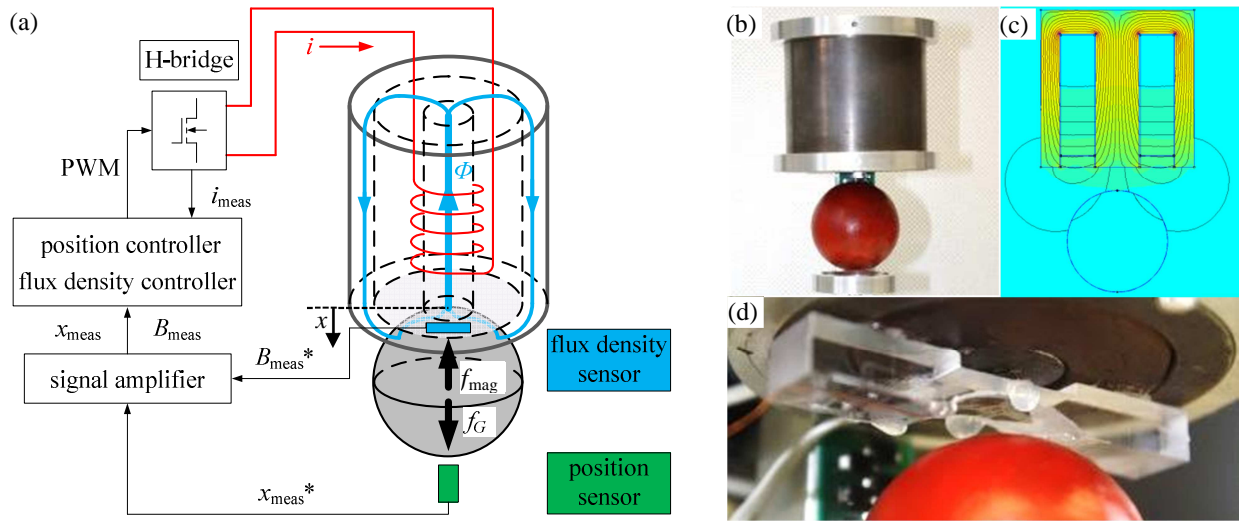 (a)
i
H-bridge
Φ
PWM
i_meas
position controller
flux density controller
x_meas
B_meas
x
B_meas*
signal amplifier
f_mag
f_G
flux density
sensor
position
sensor
x_meas*
(b)
(c)
(d)